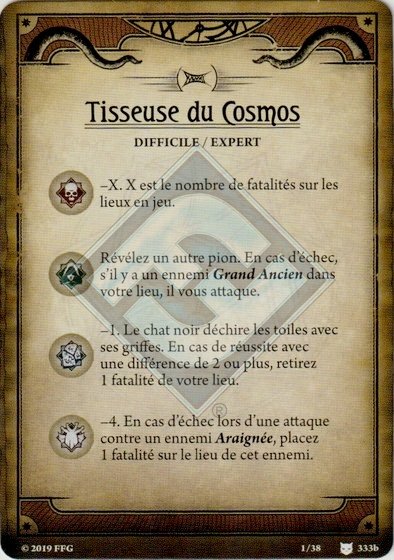 Tisseuse du Cosmos
DIFFICILE / EXPERT
–X. X est le nombre de fatalités sur les
lieux en jeu.
Révélez un autre pion. En cas d'échec,
s'il y a un ennemi Grand Ancien dans
votre lieu, il vous attaque.
–1. Le chat noir déchire les toiles avec
ses griffes. En cas de réussite avec
une différence de 2 ou plus, retirez
1 fatalité de votre lieu.
®
–4. En cas d'échec lors d'une attaque
contre un ennemi Araignée, placez
1 fatalité sur le lieu de cet ennemi.
© 2019 FFG 1/38 333b